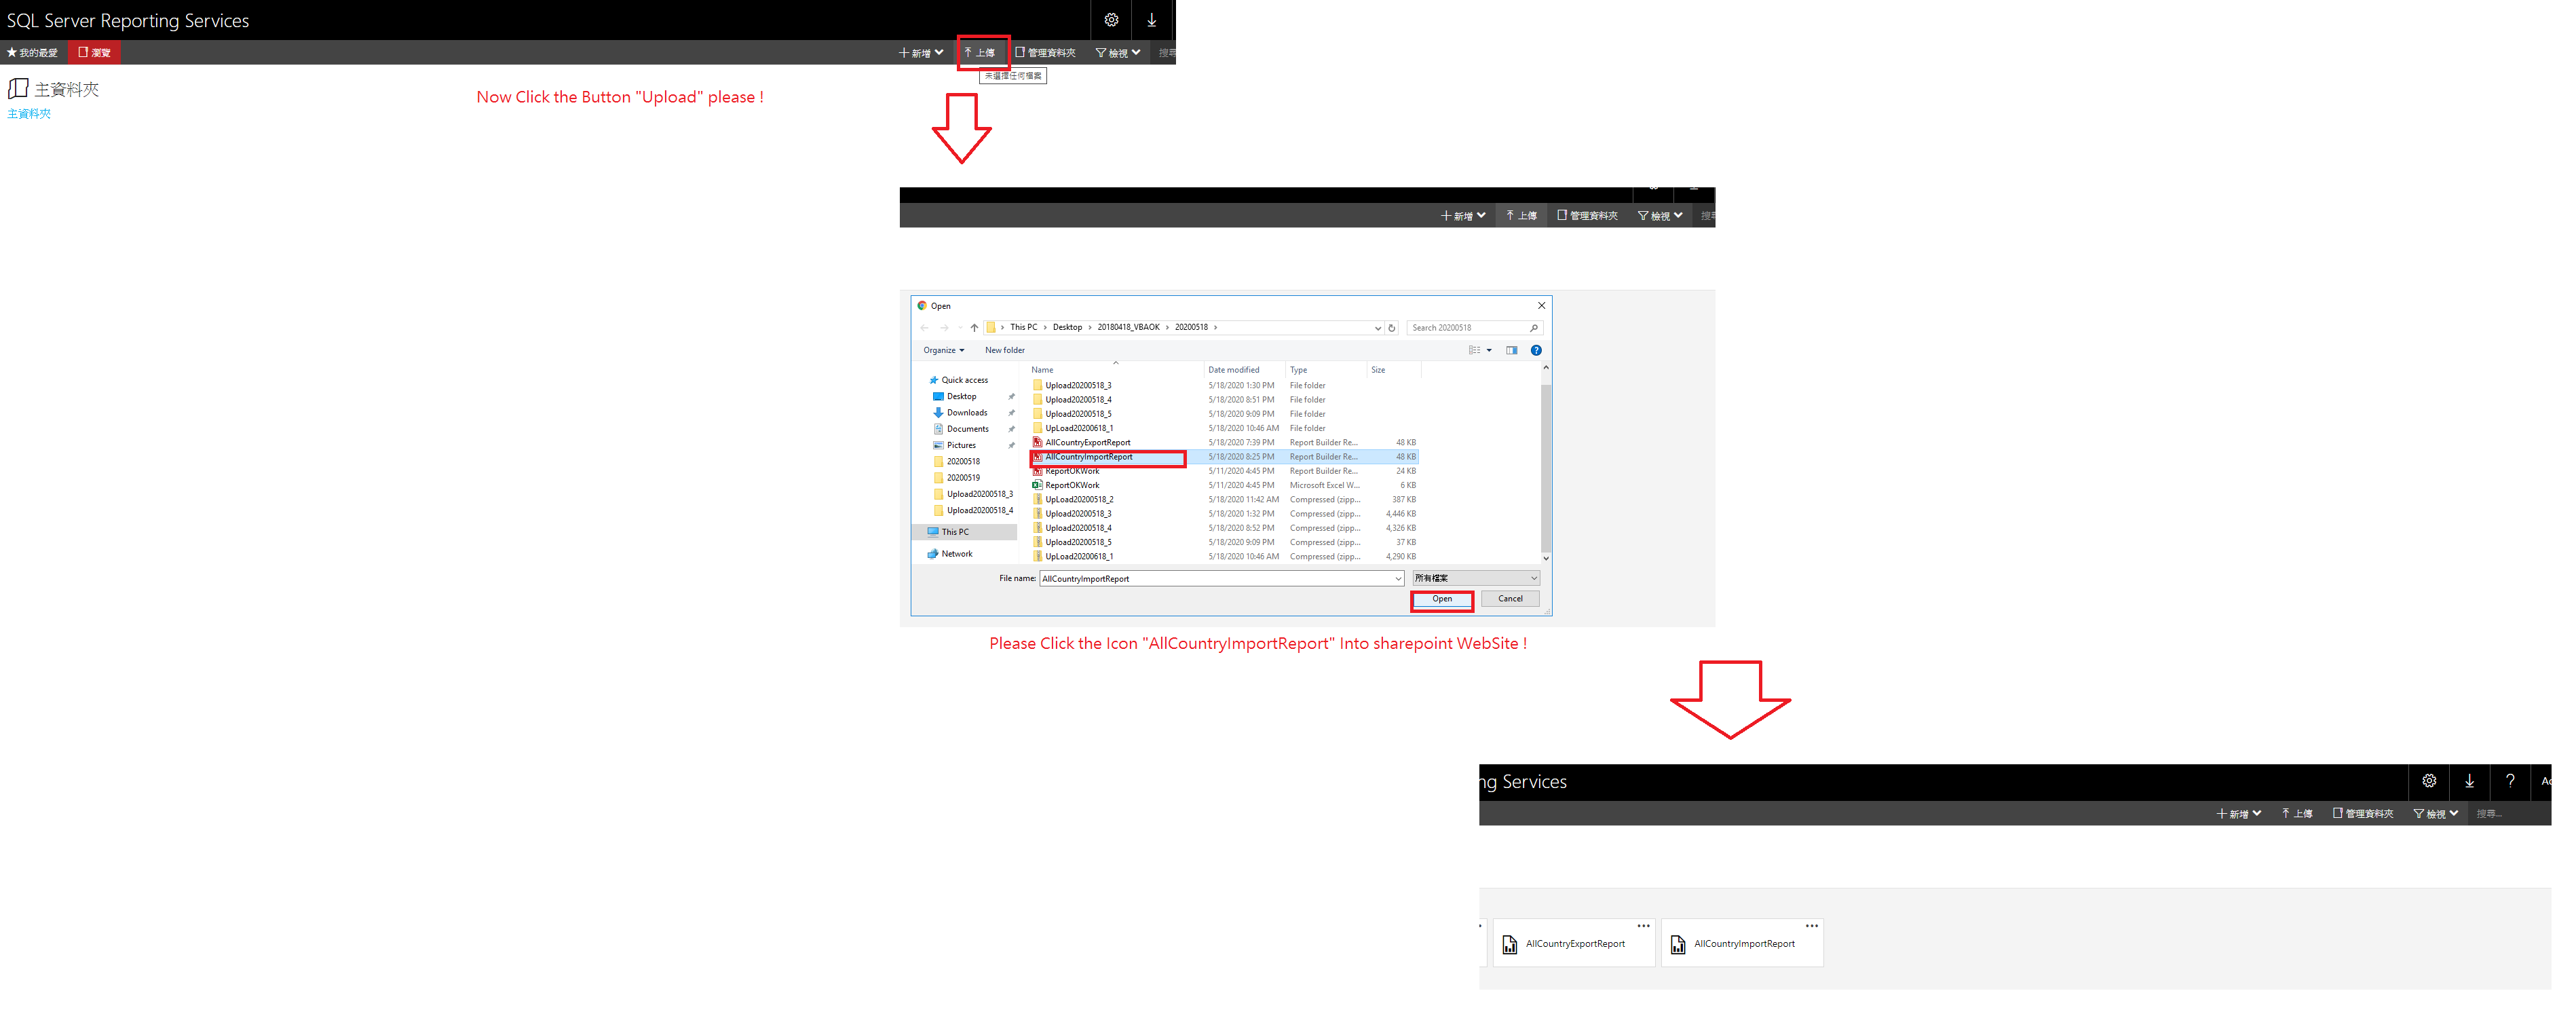 SQL Server Reporting Services
我的最愛 瀏覽 新增 上傳 管理資料夾 檢視 搜尋
未選擇任何檔案
主資料夾
主資料夾
Now Click the Button "Upload" please !
新增 上傳 管理資料夾 檢視 搜尋
Open
This PC > Desktop > 20180418_VBAOK > 20200518 > Search 20200518
Organize New folder
Name Date modified Type Size
Quick access
Desktop
Downloads
Documents
Pictures
20200518
20200519
Upload20200518_3
Upload20200518_4
This PC
Network
Upload20200518_3 5/18/2020 1:30 PM File folder
Upload20200518_4 5/18/2020 8:51 PM File folder
Upload20200518_5 5/18/2020 9:09 PM File folder
UpLoad20200618_1 5/18/2020 10:46 AM File folder
AllCountryExportReport 5/18/2020 7:39 PM Report Builder Re... 48 KB
AllCountryImportReport 5/18/2020 8:25 PM Report Builder Re... 48 KB
ReportOKWork 5/11/2020 4:45 PM Report Builder Re... 24 KB
ReportOKWork 5/11/2020 4:45 PM Microsoft Excel W... 6 KB
UpLoad20200518_2 5/18/2020 11:42 AM Compressed (zipp... 387 KB
Upload20200518_3 5/18/2020 1:32 PM Compressed (zipp... 4,446 KB
Upload20200518_4 5/18/2020 8:52 PM Compressed (zipp... 4,326 KB
Upload20200518_5 5/18/2020 9:09 PM Compressed (zipp... 37 KB
UpLoad20200618_1 5/18/2020 10:46 AM Compressed (zipp... 4,290 KB
File name: AllCountryImportReport 所有檔案
Open Cancel
Please Click the Icon "AllCountryImportReport" Into sharepoint WebSite !
ng Services ? Ad
新增 上傳 管理資料夾 檢視 搜尋...
AllCountryExportReport ... AllCountryImportReport ...